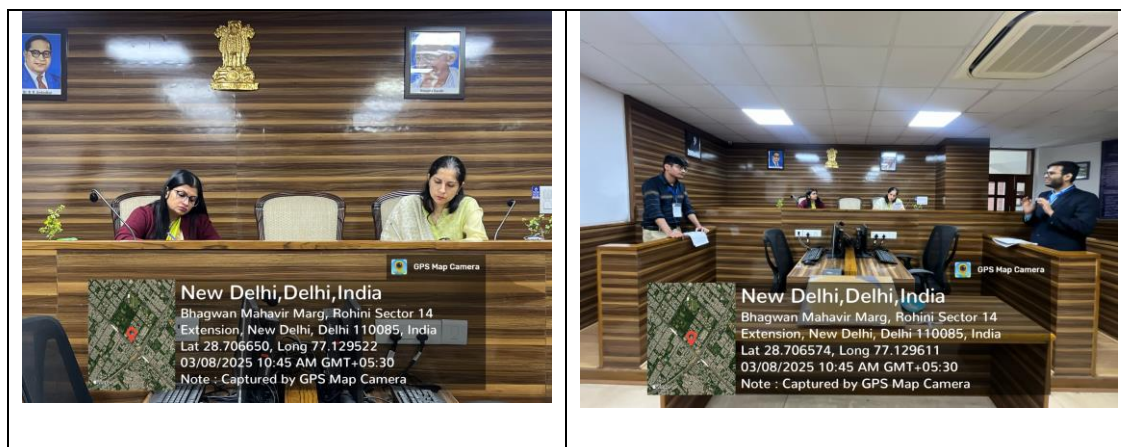 GPS Map Camera
New Delhi,Delhi,India
Bhagwan Mahavir Marg, Rohini Sector 14
Extension, New Delhi, Delhi 110085, India
Lat 28.706650, Long 77.129522
03/08/2025 10:45 AM GMT+05:30
Note : Captured by GPS Map Camera
GPS Map Camera
New Delhi,Delhi,India
Bhagwan Mahavir Marg, Rohini Sector 14
Extension, New Delhi, Delhi 110085, India
Lat 28.706574, Long 77.129611
03/08/2025 10:45 AM GMT+05:30
Note : Captured by GPS Map Camera